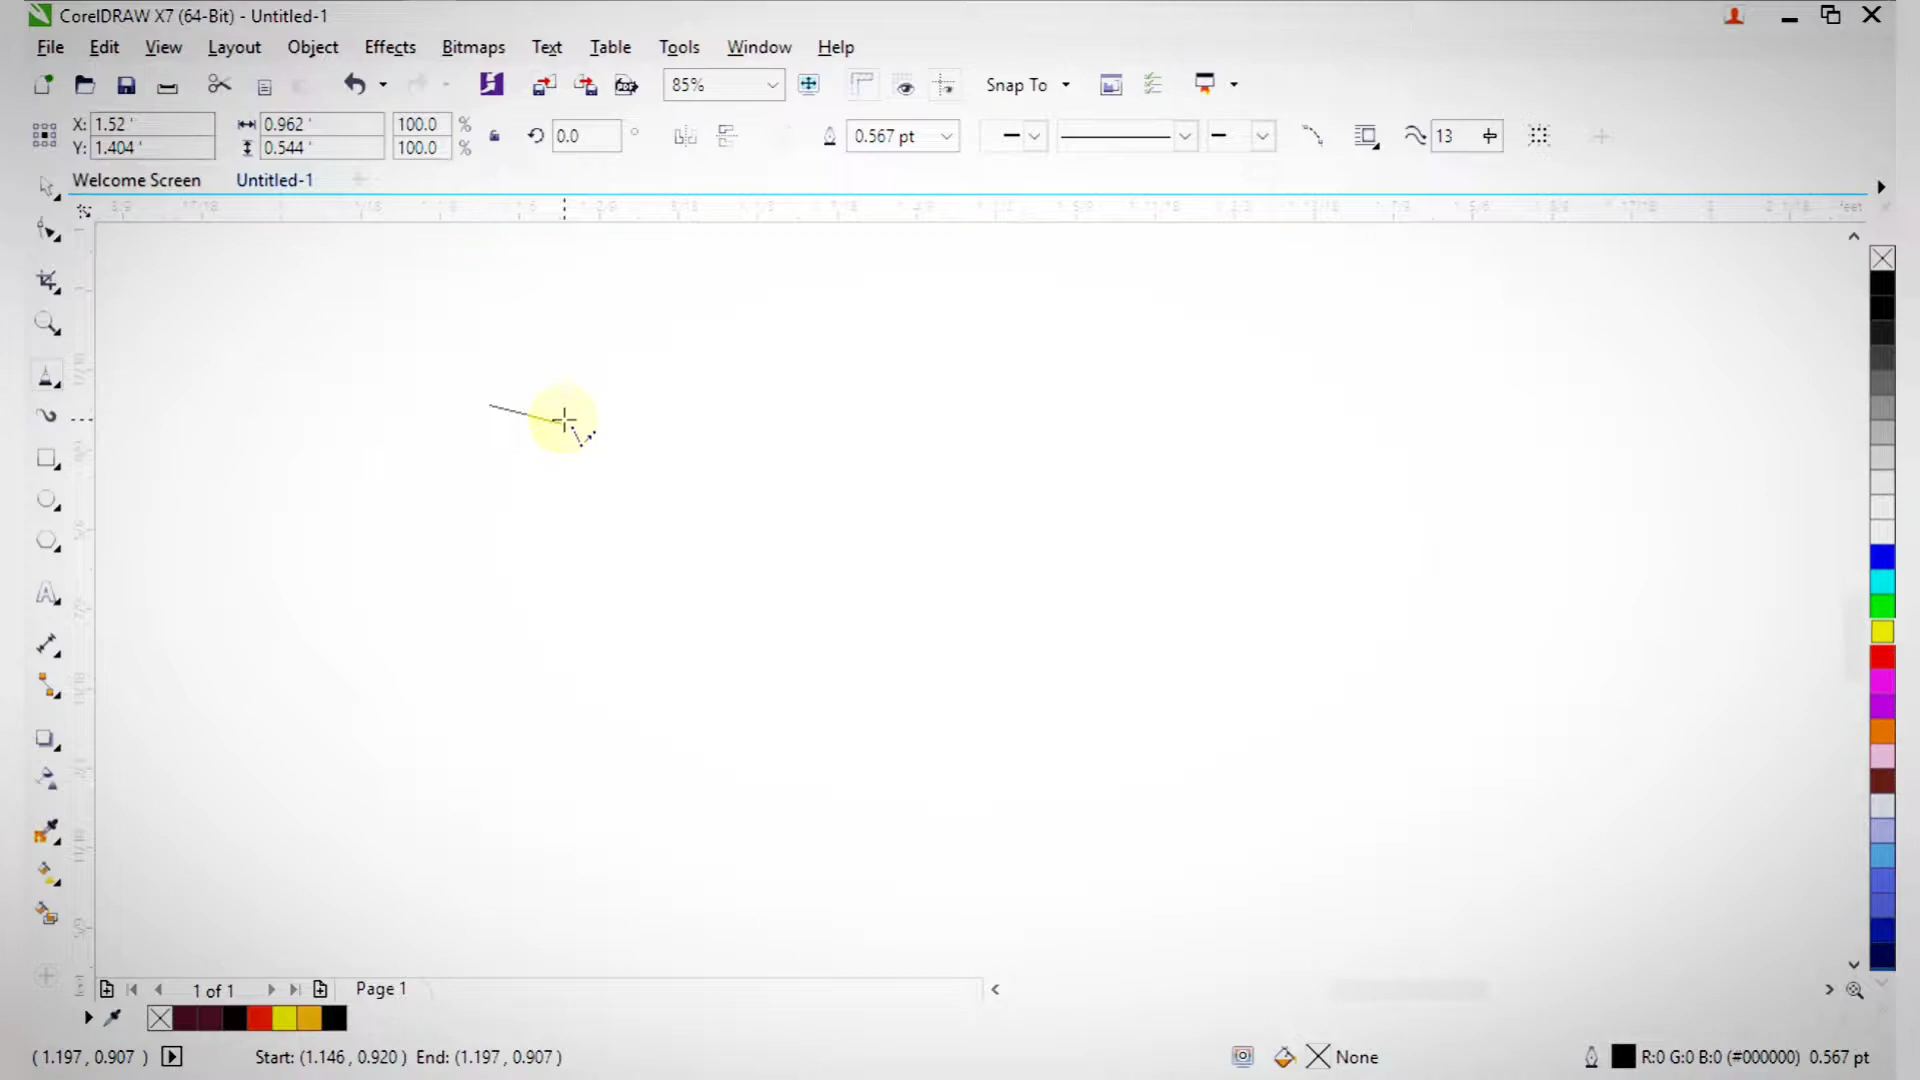 CorelDRAW X7 (64-Bit) - Untitled-1
File Edit View Layout Object Effects Bitmaps Text Table Tools Window Help
85% Snap To
X: 1.52 ' 0.962 ' 100.0 % 0.0 ° 0.567 pt 13
Y: 1.404 ' 0.544 ' 100.0 %
Welcome Screen Untitled-1
feet
1 of 1 Page 1
( 1.197 , 0.907 ) Start: (1.146 , 0.920 ) End: (1.197 , 0.907 ) None R:0 G:0 B:0 (#000000) 0.567 pt